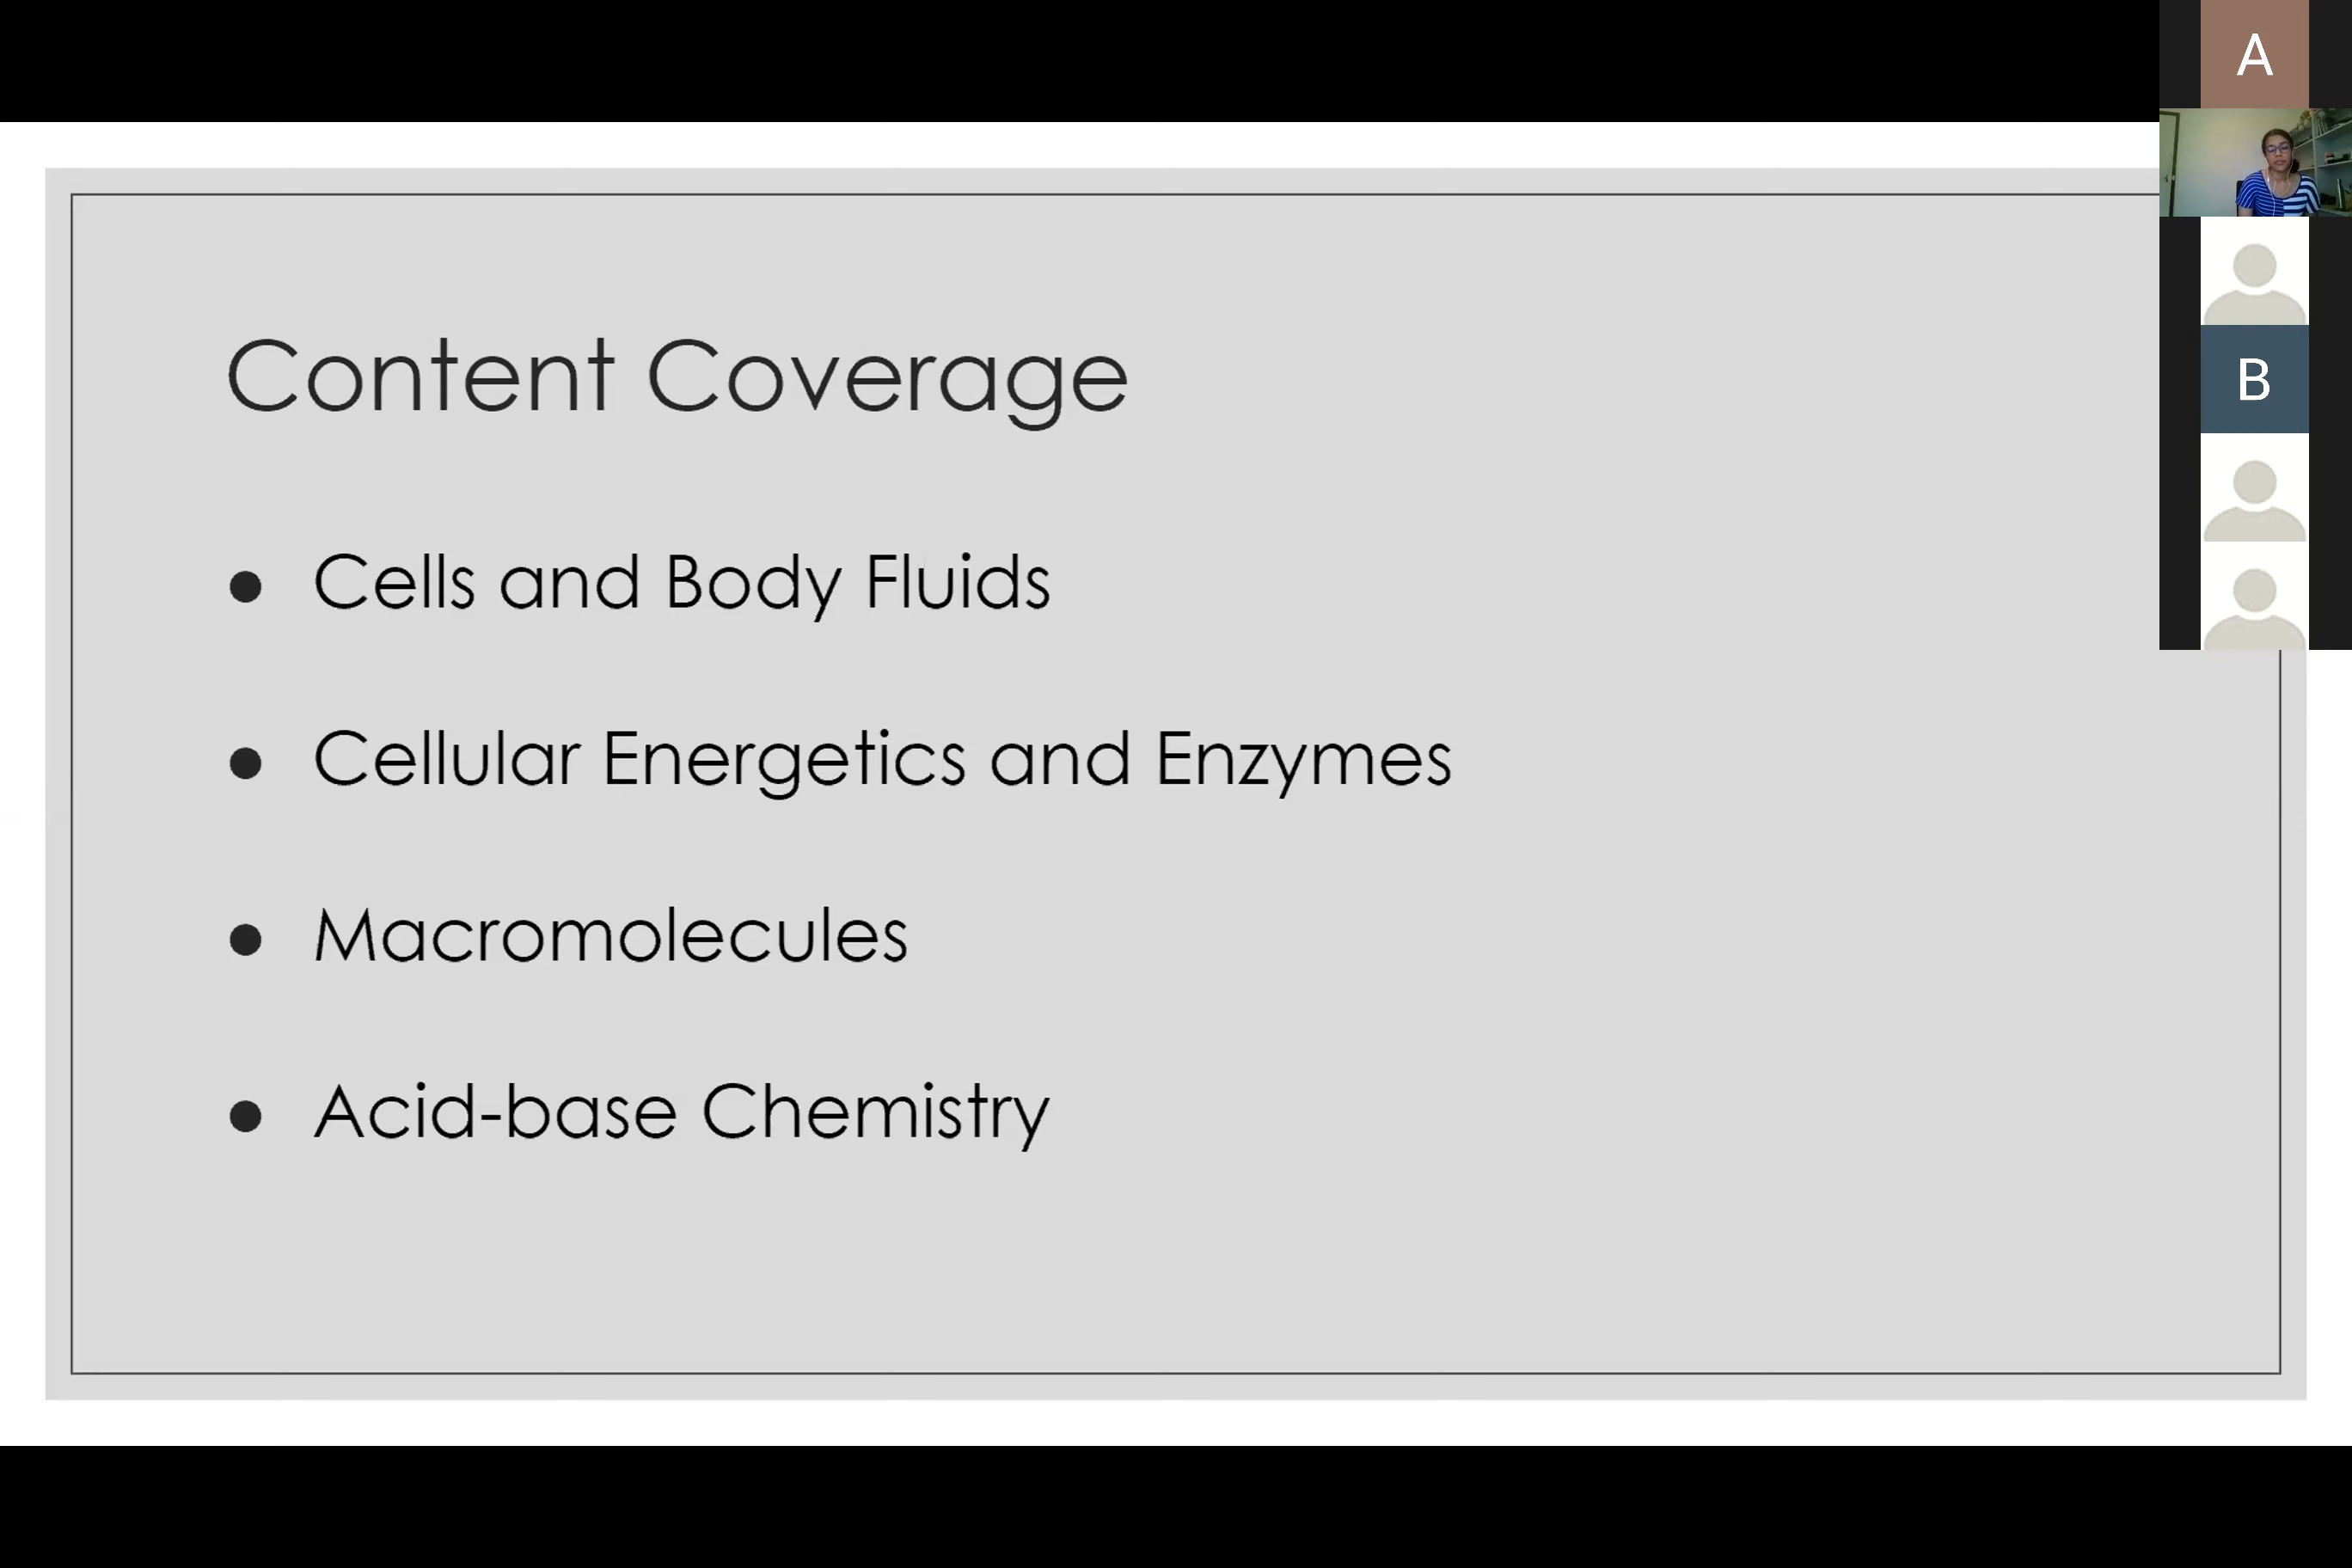 A
Content Coverage
B
● Cells and Body Fluids
● Cellular Energetics and Enzymes
● Macromolecules
● Acid-base Chemistry